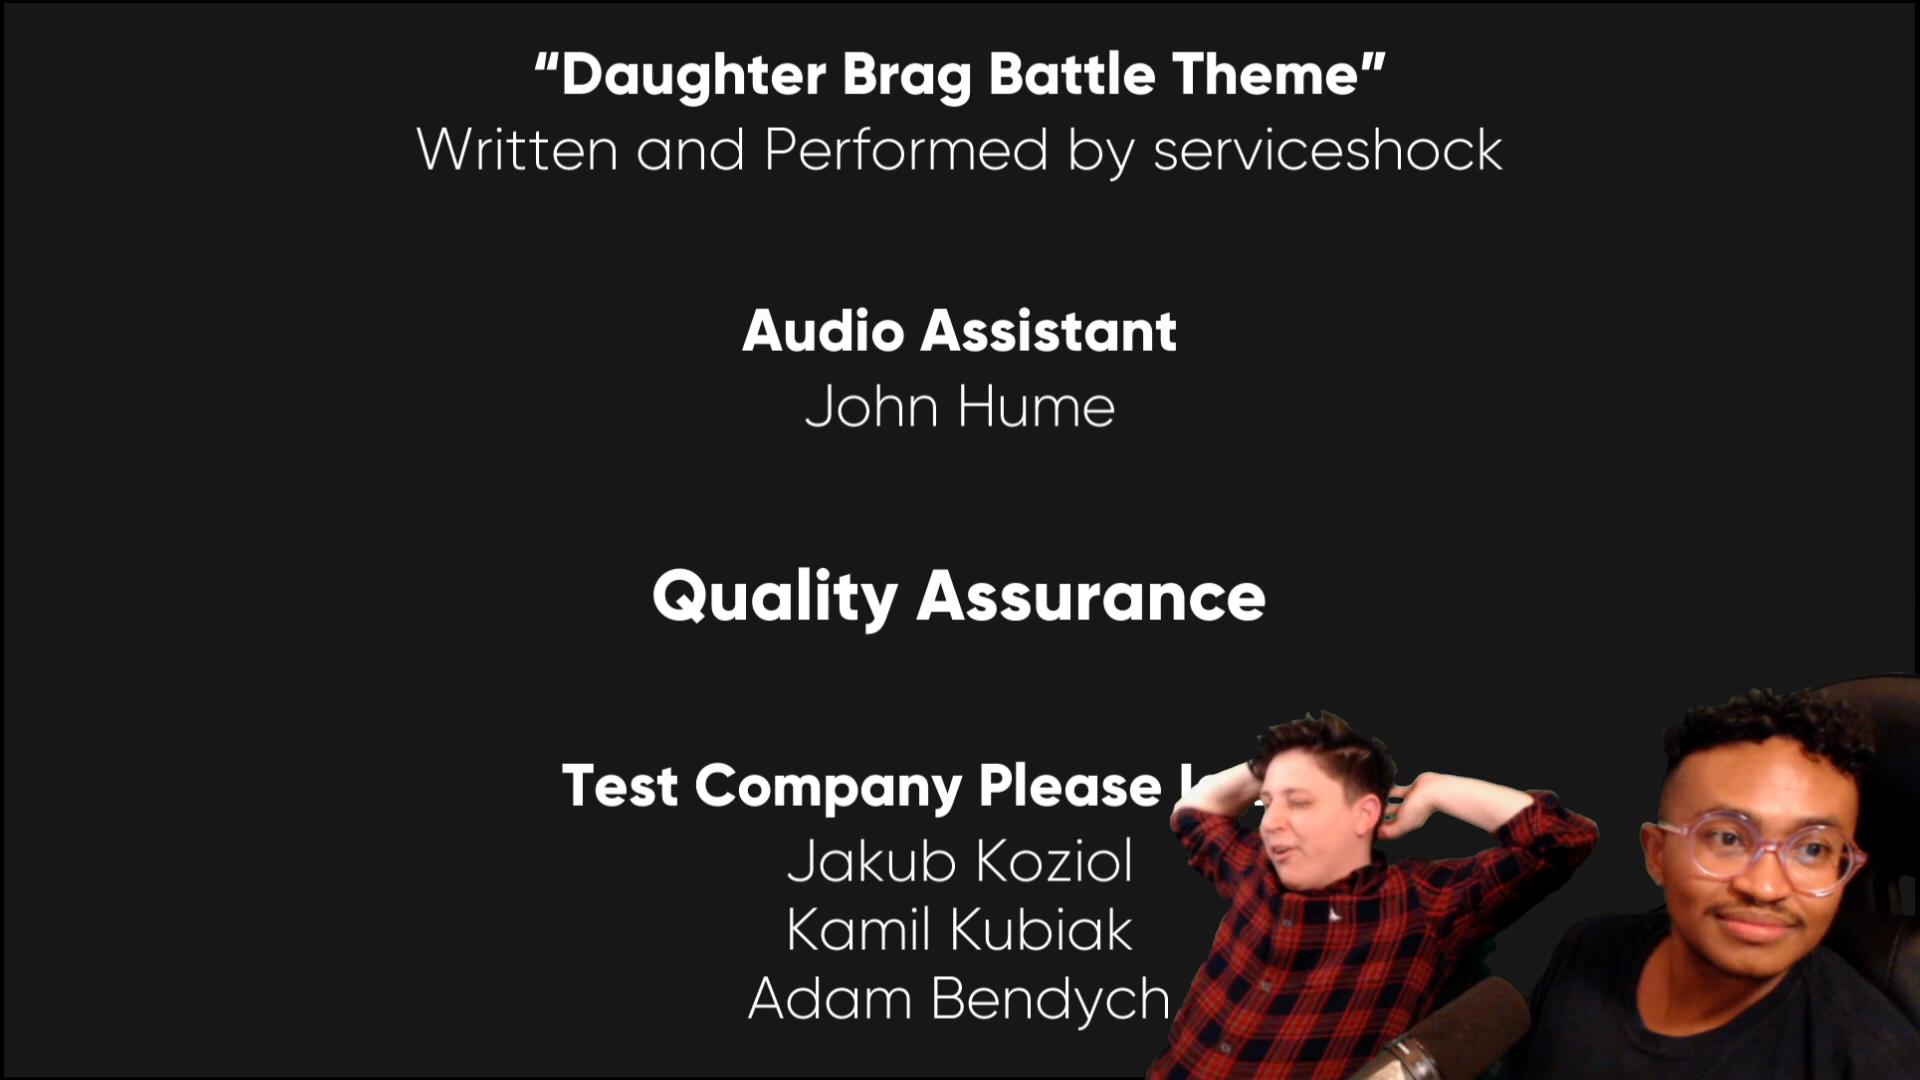 “Daughter Brag Battle Theme”
Written and Performed by serviceshock
Audio Assistant
John Hume
Quality Assurance
Test Company Please
Jakub Koziol
Kamil Kubiak
Adam Bendych